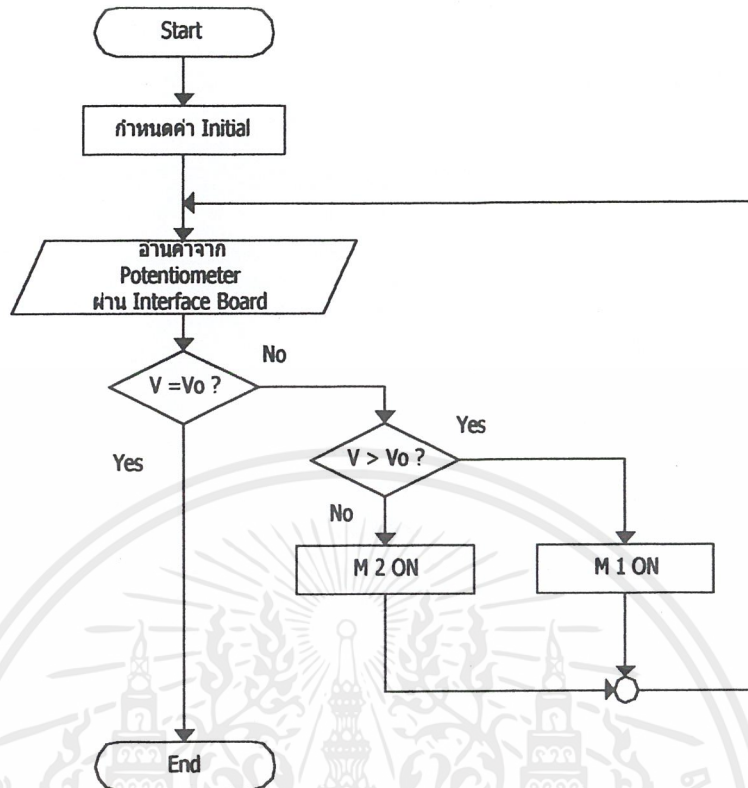 Start
กำหนดค่า Initial
อ่านค่าจาก
Potentiometer
ผ่าน Interface Board
No
V =Vo ?
Yes
Yes
V > Vo ?
No
M 2 ON
M 1 ON
End